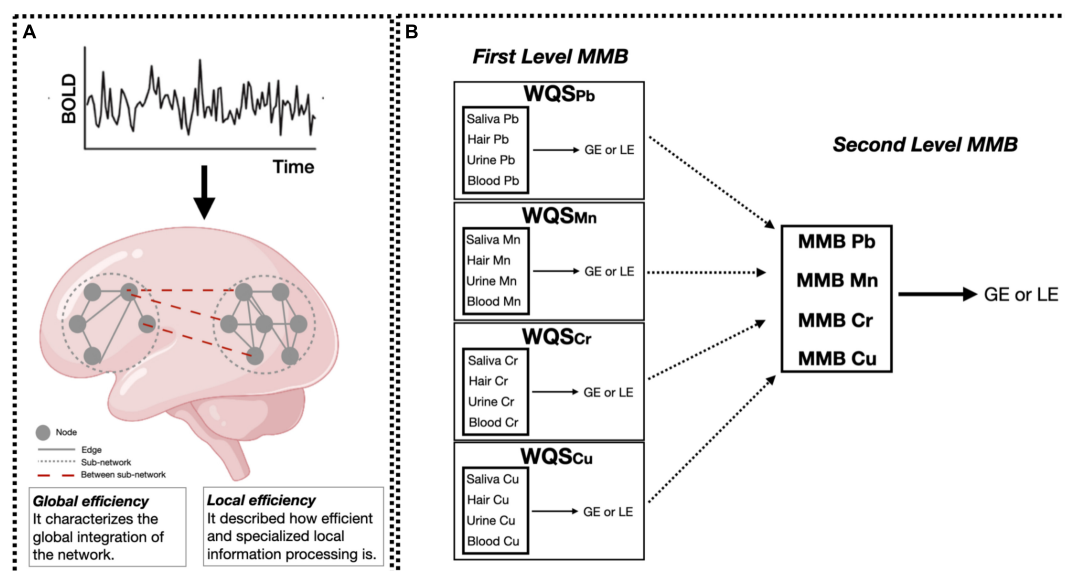 A
BOLD
Time
Node
Edge
Sub-network
Between sub-network
Global efficiency
It characterizes the
global integration of
the network.
Local efficiency
It described how efficient
and specialized local
information processing is.
B
First Level MMB
WQSPb
Saliva Pb
Hair Pb
Urine Pb
Blood Pb
GE or LE
WQSMn
Saliva Mn
Hair Mn
Urine Mn
Blood Mn
GE or LE
WQSCr
Saliva Cr
Hair Cr
Urine Cr
Blood Cr
GE or LE
WQSCu
Saliva Cu
Hair Cu
Urine Cu
Blood Cu
GE or LE
Second Level MMB
MMB Pb
MMB Mn
MMB Cr
MMB Cu
GE or LE